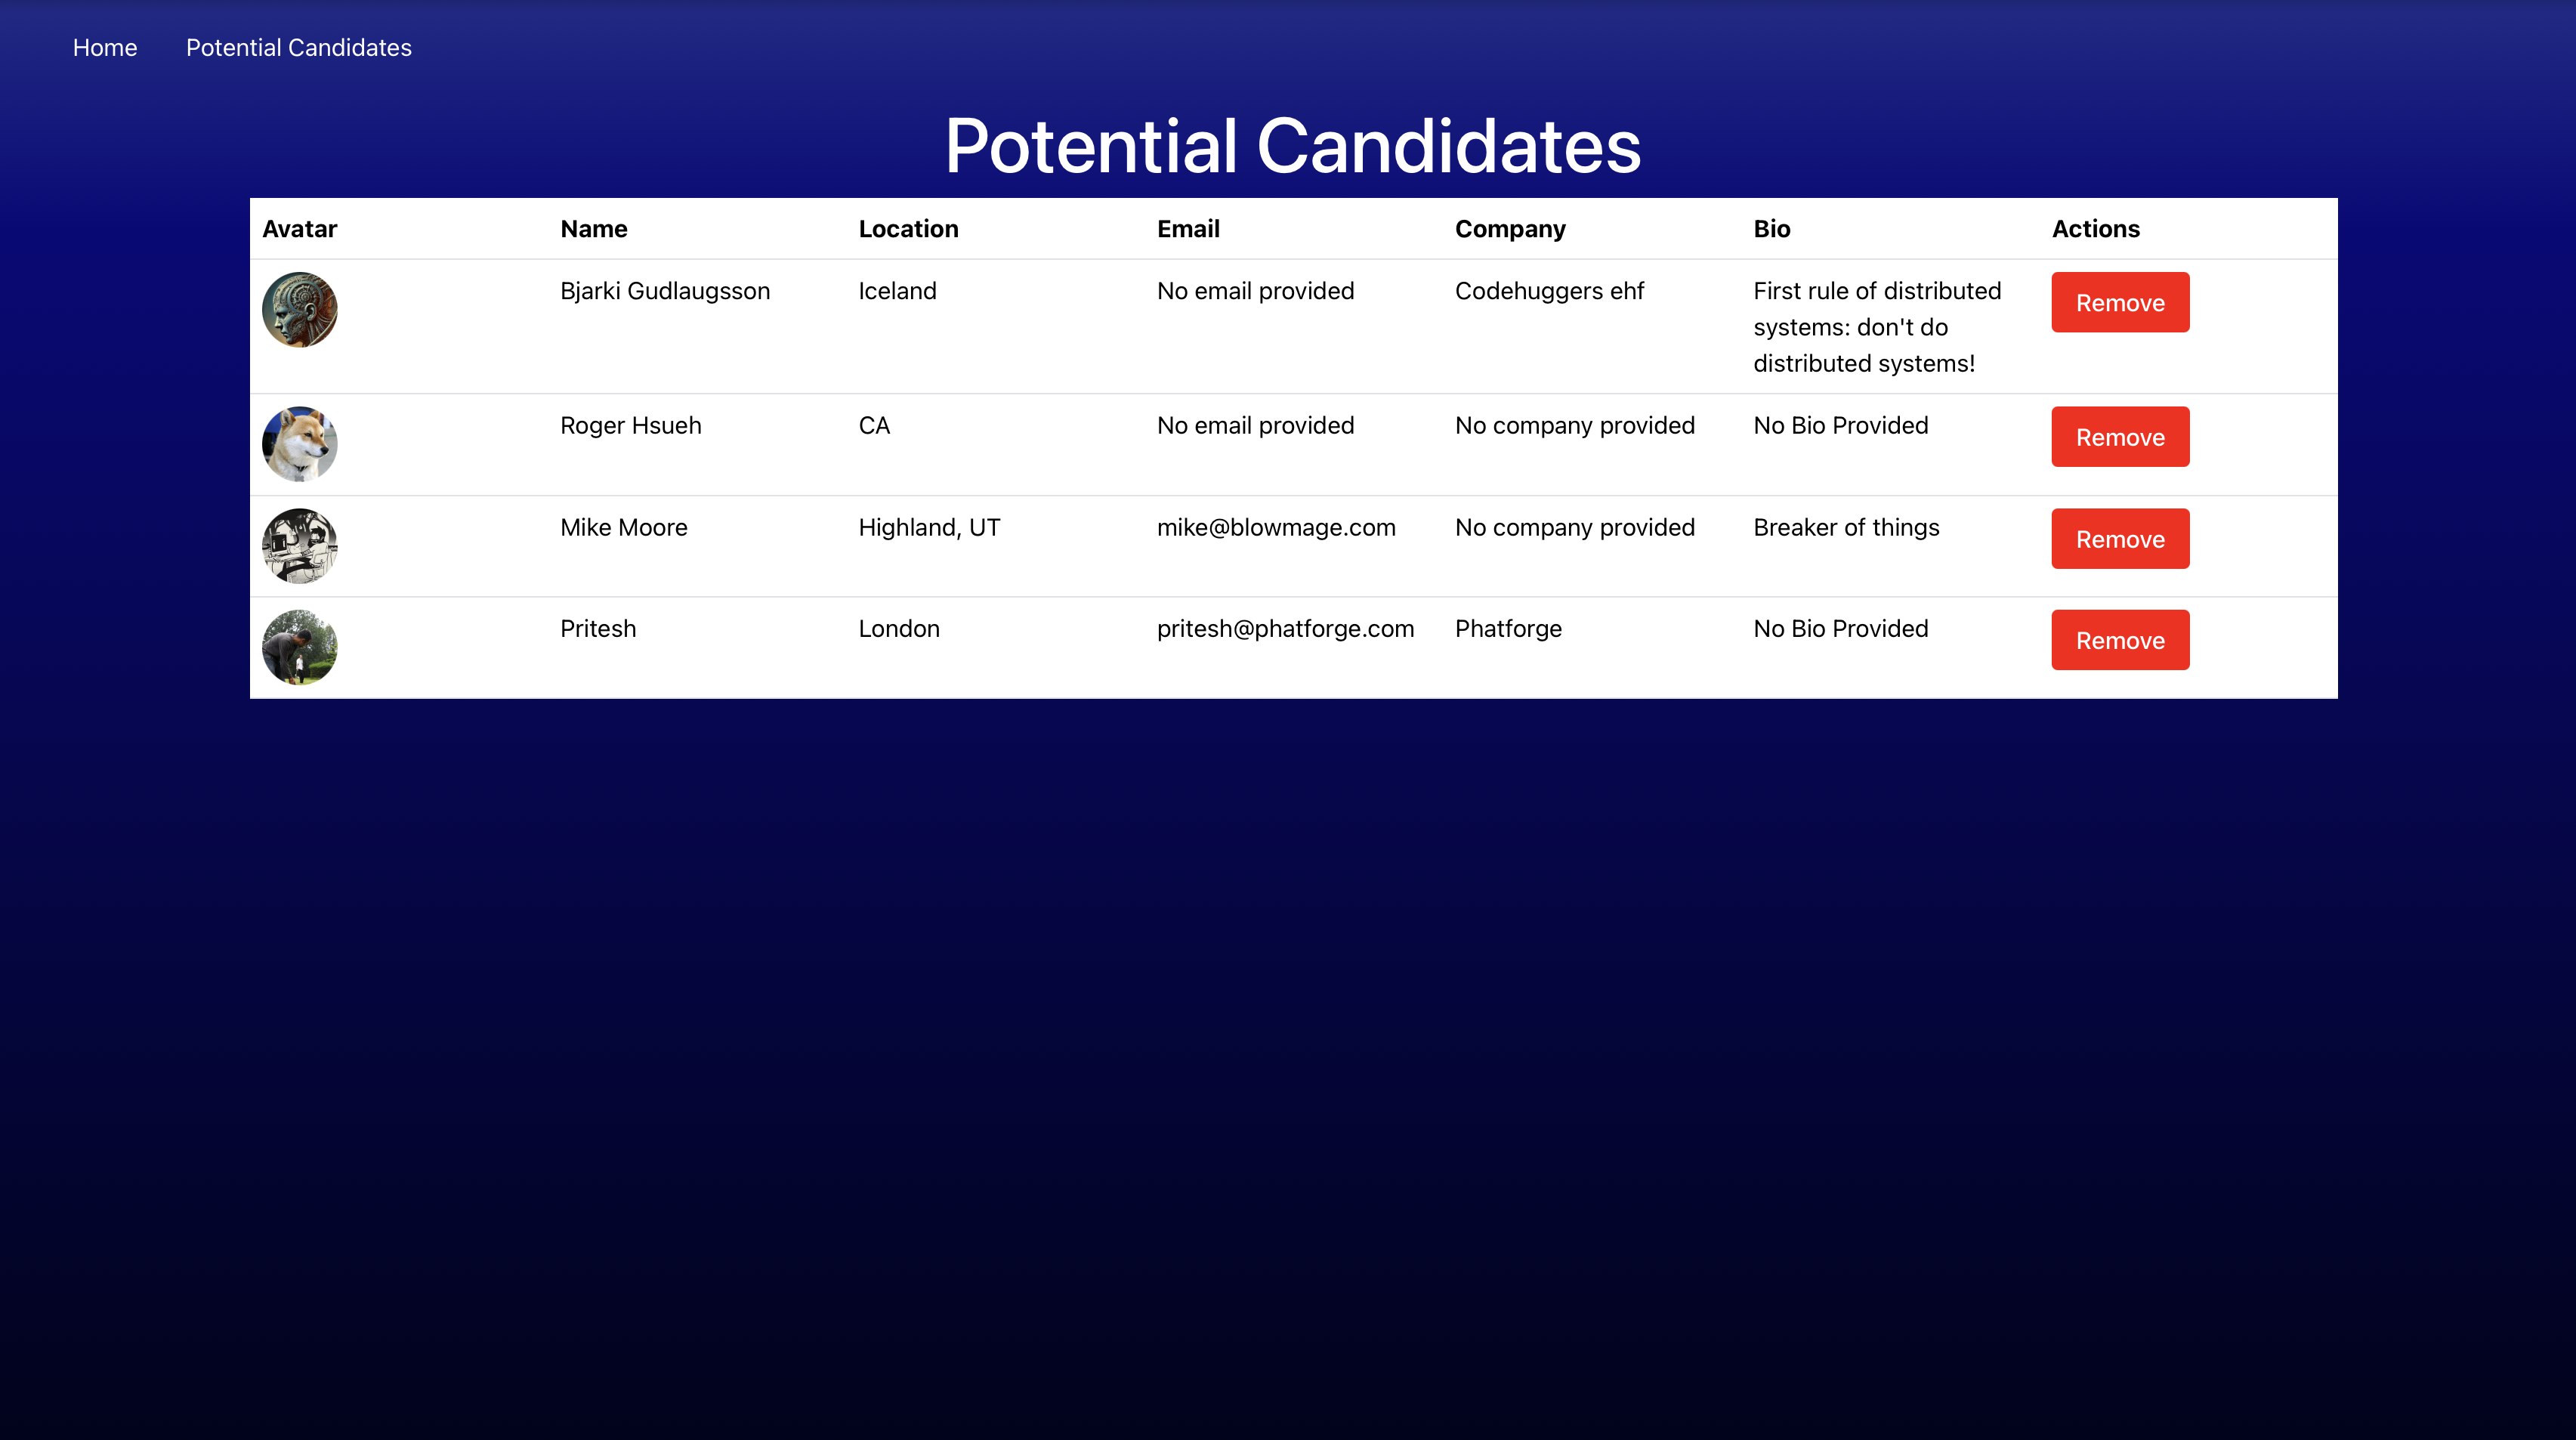 Home Potential Candidates
Potential Candidates
Avatar Name Location Email Company Bio Actions
Bjarki Gudlaugsson Iceland No email provided Codehuggers ehf First rule of distributed Remove
systems: don't do
distributed systems!
Roger Hsueh CA No email provided No company provided No Bio Provided Remove
Mike Moore Highland, UT mike@blowmage.com No company provided Breaker of things Remove
Pritesh London pritesh@phatforge.com Phatforge No Bio Provided Remove